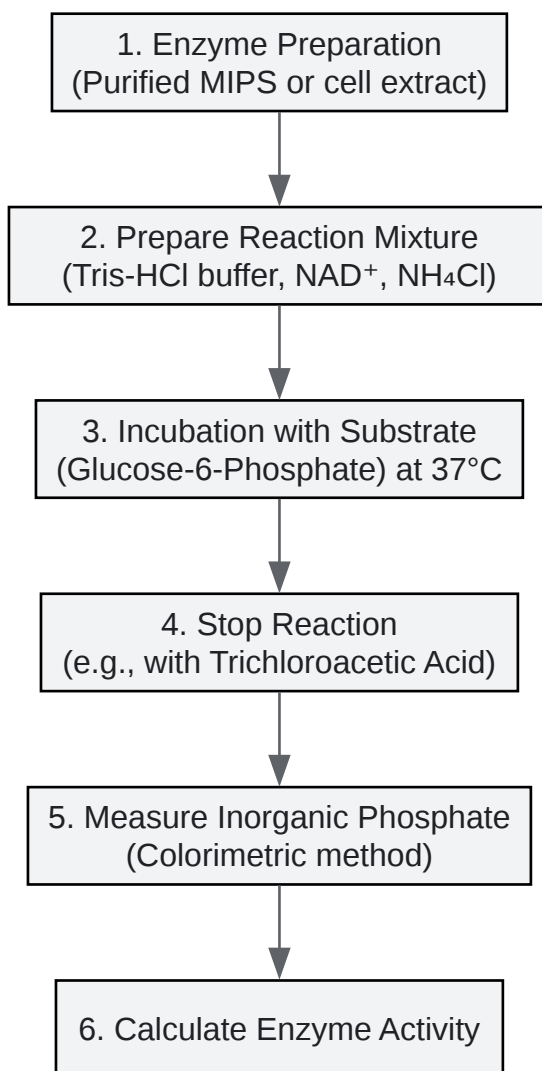 1. Enzyme Preparation
(Purified MIPS or cell extract)
2. Prepare Reaction Mixture
(Tris-HCl buffer, NAD⁺, NH₄Cl)
3. Incubation with Substrate
(Glucose-6-Phosphate) at 37°C
4. Stop Reaction
(e.g., with Trichloroacetic Acid)
5. Measure Inorganic Phosphate
(Colorimetric method)
6. Calculate Enzyme Activity